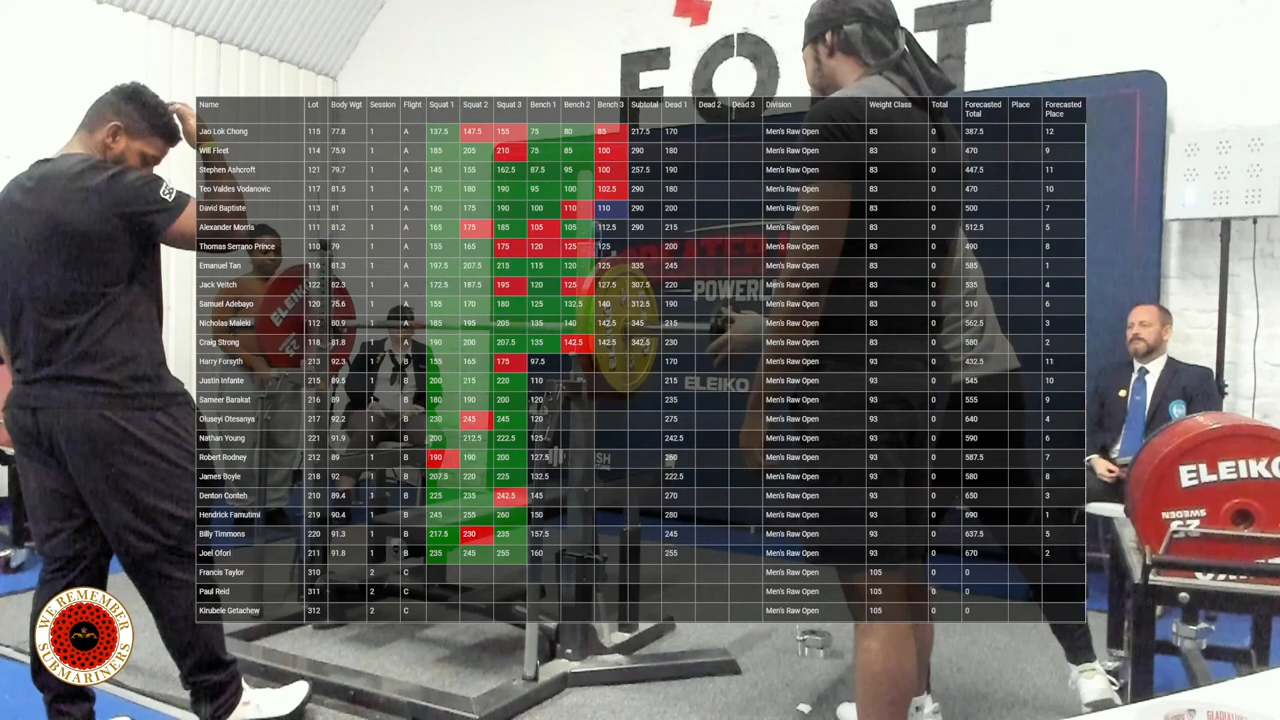 FO T
Name Lot Body Wgt Session Flight Squat 1 Squat 2 Squat 3 Bench 1 Bench 2 Bench 3 Subtotal Dead 1 Dead 2 Dead 3 Division Weight Class Total Forecasted Total Place Forecasted Place
Jao Lok Chong 115 77.8 1 A 137.5 147.5 155 75 80 85 217.5 170 Men's Raw Open 83 0 387.5 12
Will Fleet 114 75.9 1 A 185 205 210 75 85 100 290 180 Men's Raw Open 83 0 470 9
Stephen Ashcroft 121 79.7 1 A 145 155 162.5 87.5 95 100 257.5 190 Men's Raw Open 83 0 447.5 11
Teo Valdes Vodanovic 117 81.5 1 A 170 180 190 95 100 102.5 290 180 Men's Raw Open 83 0 470 10
David Baptiste 113 81 1 A 160 175 190 100 110 110 290 200 Men's Raw Open 83 0 500 7
Alexander Morris 111 81.2 1 A 165 175 185 105 105 112.5 290 215 Men's Raw Open 83 0 512.5 5
Thomas Serrano Prince 110 79 1 A 155 165 175 120 125 125 200 Men's Raw Open 83 0 490 8
Emanuel Tan 116 81.3 1 A 197.5 207.5 215 115 120 125 335 245 Men's Raw Open 83 0 585 1
Jack Veitch 122 82.3 1 A 172.5 187.5 195 120 125 127.5 307.5 220 Men's Raw Open 83 0 535 4
Samuel Adebayo 120 75.6 1 A 155 170 180 125 132.5 140 312.5 190 Men's Raw Open 83 0 510 6
Nicholas Maleki 112 80.9 1 A 185 195 205 135 140 142.5 345 215 Men's Raw Open 83 0 562.5 3
Craig Strong 118 81.8 1 A 190 200 207.5 135 142.5 142.5 342.5 230 Men's Raw Open 83 0 580 2
Harry Forsyth 213 92.3 1 B 155 165 175 97.5 170 Men's Raw Open 93 0 432.5 11
Justin Infante 215 89.5 1 B 200 215 220 110 215 Men's Raw Open 93 0 545 10
Sameer Barakat 216 89 1 B 180 190 200 120 235 Men's Raw Open 93 0 555 9
Oluseyi Otesanya 217 92.2 1 B 230 245 245 120 275 Men's Raw Open 93 0 640 4
Nathan Young 221 91.9 1 B 200 212.5 222.5 125 242.5 Men's Raw Open 93 0 590 6
Robert Rodney 212 89 1 B 190 190 200 127.5 260 Men's Raw Open 93 0 587.5 7
James Boyle 218 92 1 B 207.5 220 225 132.5 222.5 Men's Raw Open 93 0 580 8
Denton Conteh 210 89.4 1 B 225 235 242.5 145 270 Men's Raw Open 93 0 650 3
Hendrick Famutimi 219 90.4 1 B 245 255 260 150 280 Men's Raw Open 93 0 690 1
Billy Timmons 220 91.3 1 B 217.5 230 235 157.5 245 Men's Raw Open 93 0 637.5 5
Joel Ofori 211 91.8 1 B 235 245 255 160 255 Men's Raw Open 93 0 670 2
Francis Taylor 310 2 C Men's Raw Open 105 0 0
Paul Reid 311 2 C Men's Raw Open 105 0 0
Kirubele Getachew 312 2 C Men's Raw Open 105 0 0
ELEIKO
25
POWER
ELEIKO
ELEIKO
SWEDEN
25
WE REMEMBER
SUBMARINERS